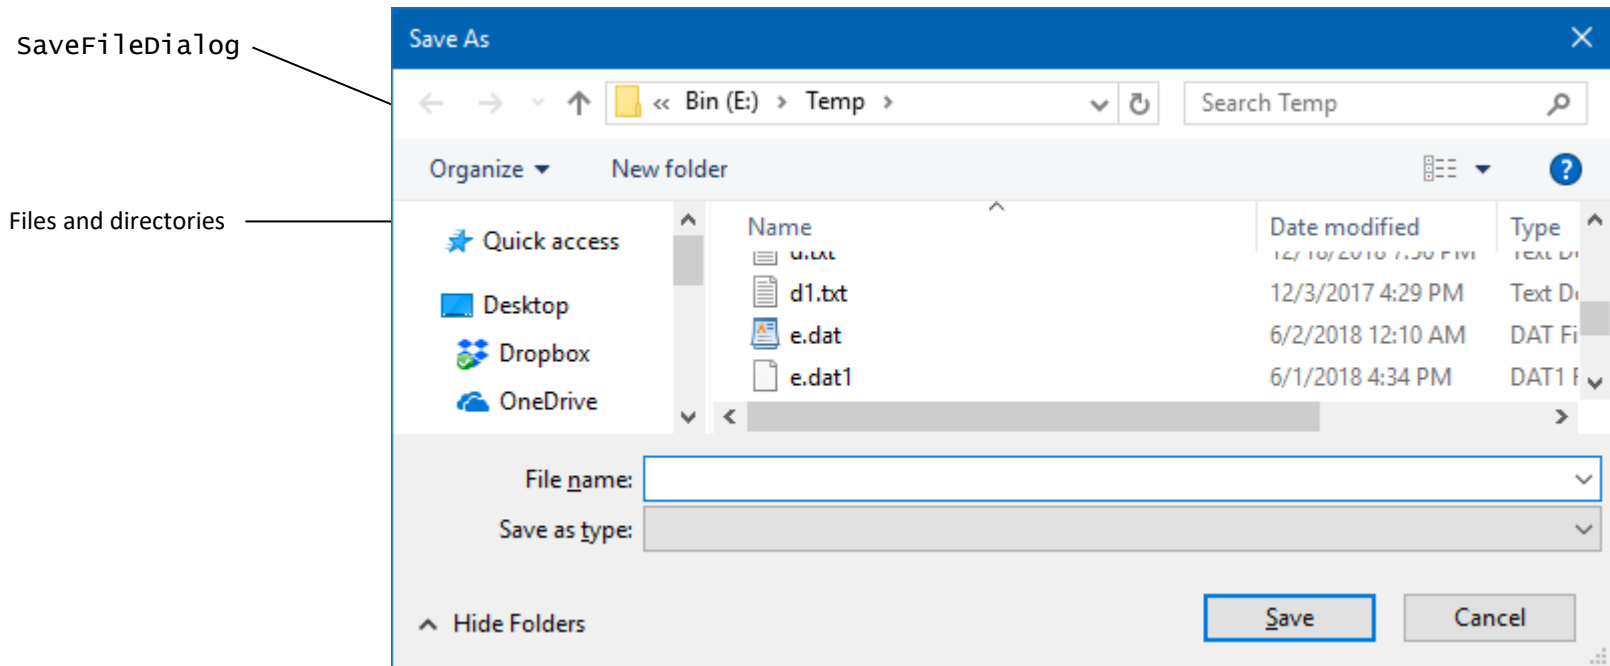 SaveFileDialog
Save As
« Bin (E:) > Temp >
Search Temp
Organize
New folder
?
Files and directories
Quick access
Desktop
Dropbox
OneDrive
Name Date modified Type
d1.txt 12/3/2017 4:29 PM Text D
e.dat 6/2/2018 12:10 AM DAT Fi
e.dat1 6/1/2018 4:34 PM DAT1 F
File name:
Save as type:
Hide Folders
Save
Cancel